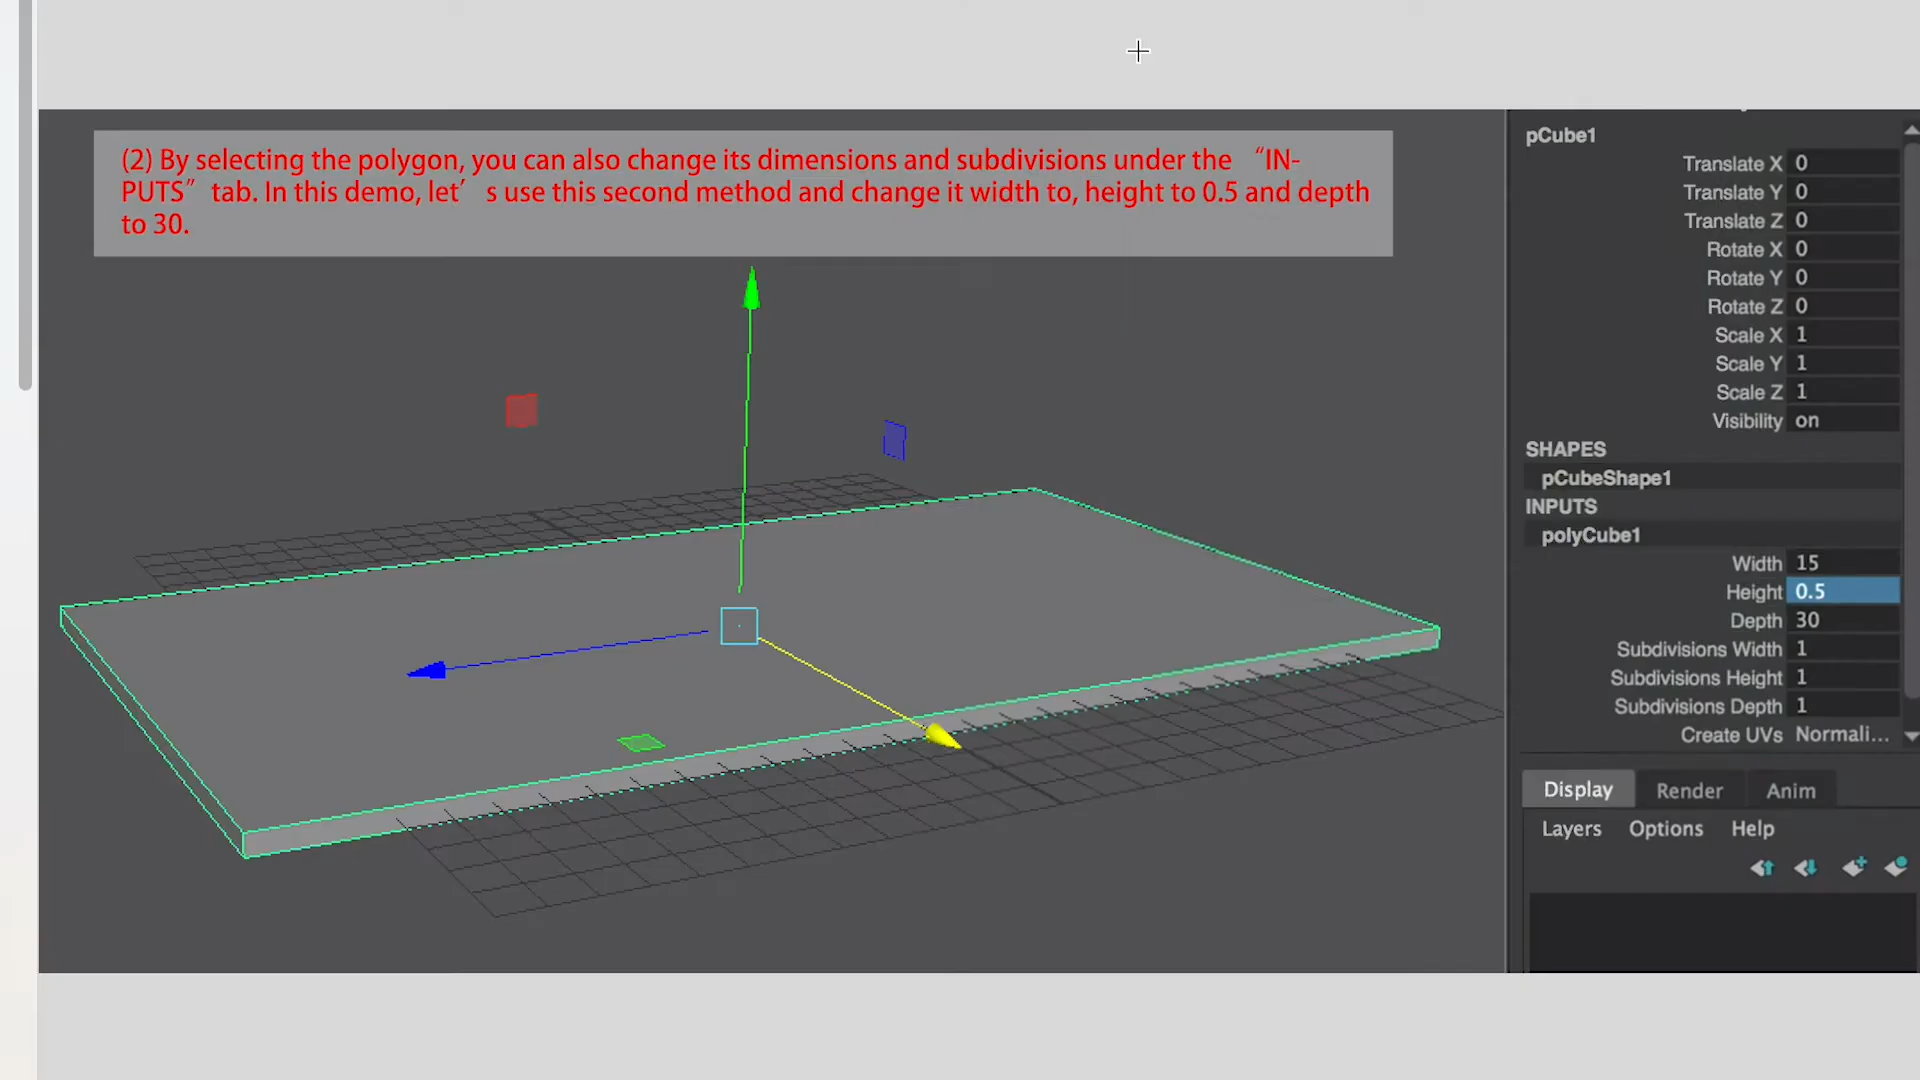 (2) By selecting the polygon, you can also change its dimensions and subdivisions under the “IN-
PUTS” tab. In this demo, let’s use this second method and change it width to, height to 0.5 and depth
to 30.
pCube1
Translate X 0
Translate Y 0
Translate Z 0
Rotate X 0
Rotate Y 0
Rotate Z 0
Scale X 1
Scale Y 1
Scale Z 1
Visibility on
SHAPES
pCubeShape1
INPUTS
polyCube1
Width 15
Height 0.5
Depth 30
Subdivisions Width 1
Subdivisions Height 1
Subdivisions Depth 1
Create UVs Normali...
Display Render Anim
Layers Options Help